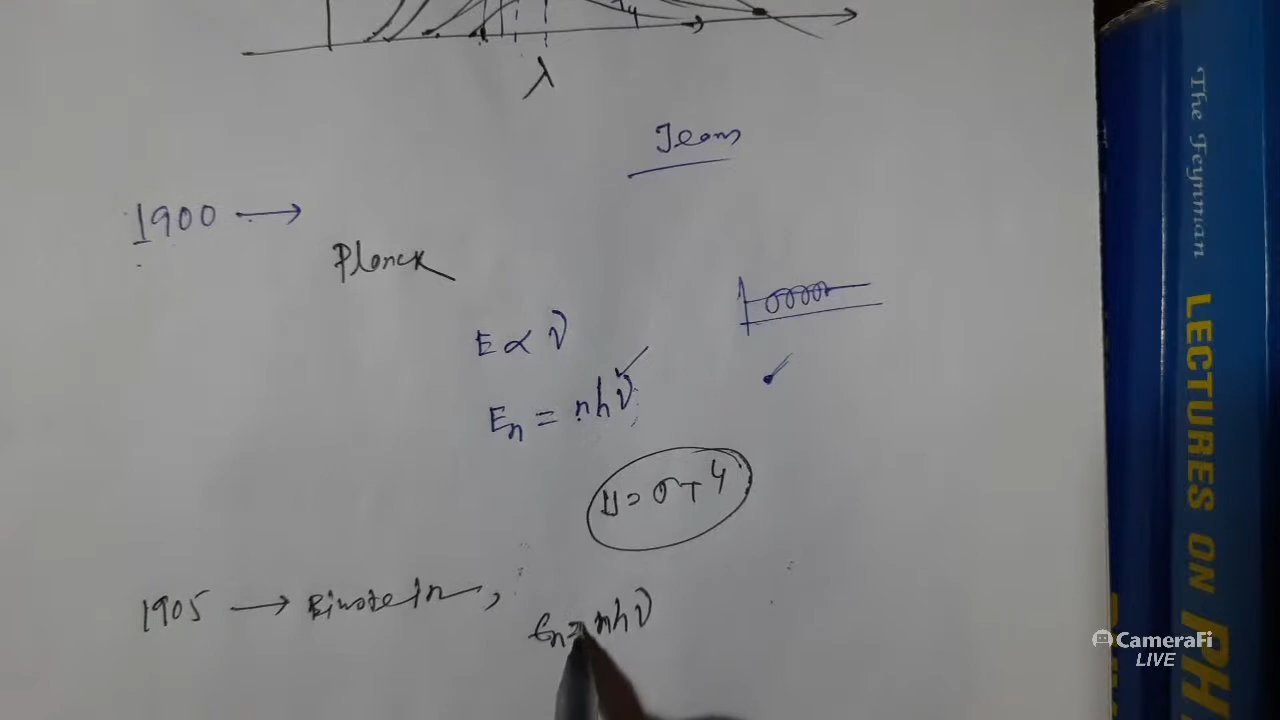 λ
Jeans
1900 →
Planck
E ∝ ν
Eₙ = nhν
U = σT⁴
1905 → Einstein,
Eₙ = nhν
The Feynman
LECTURES ON PH
CameraFi
LIVE